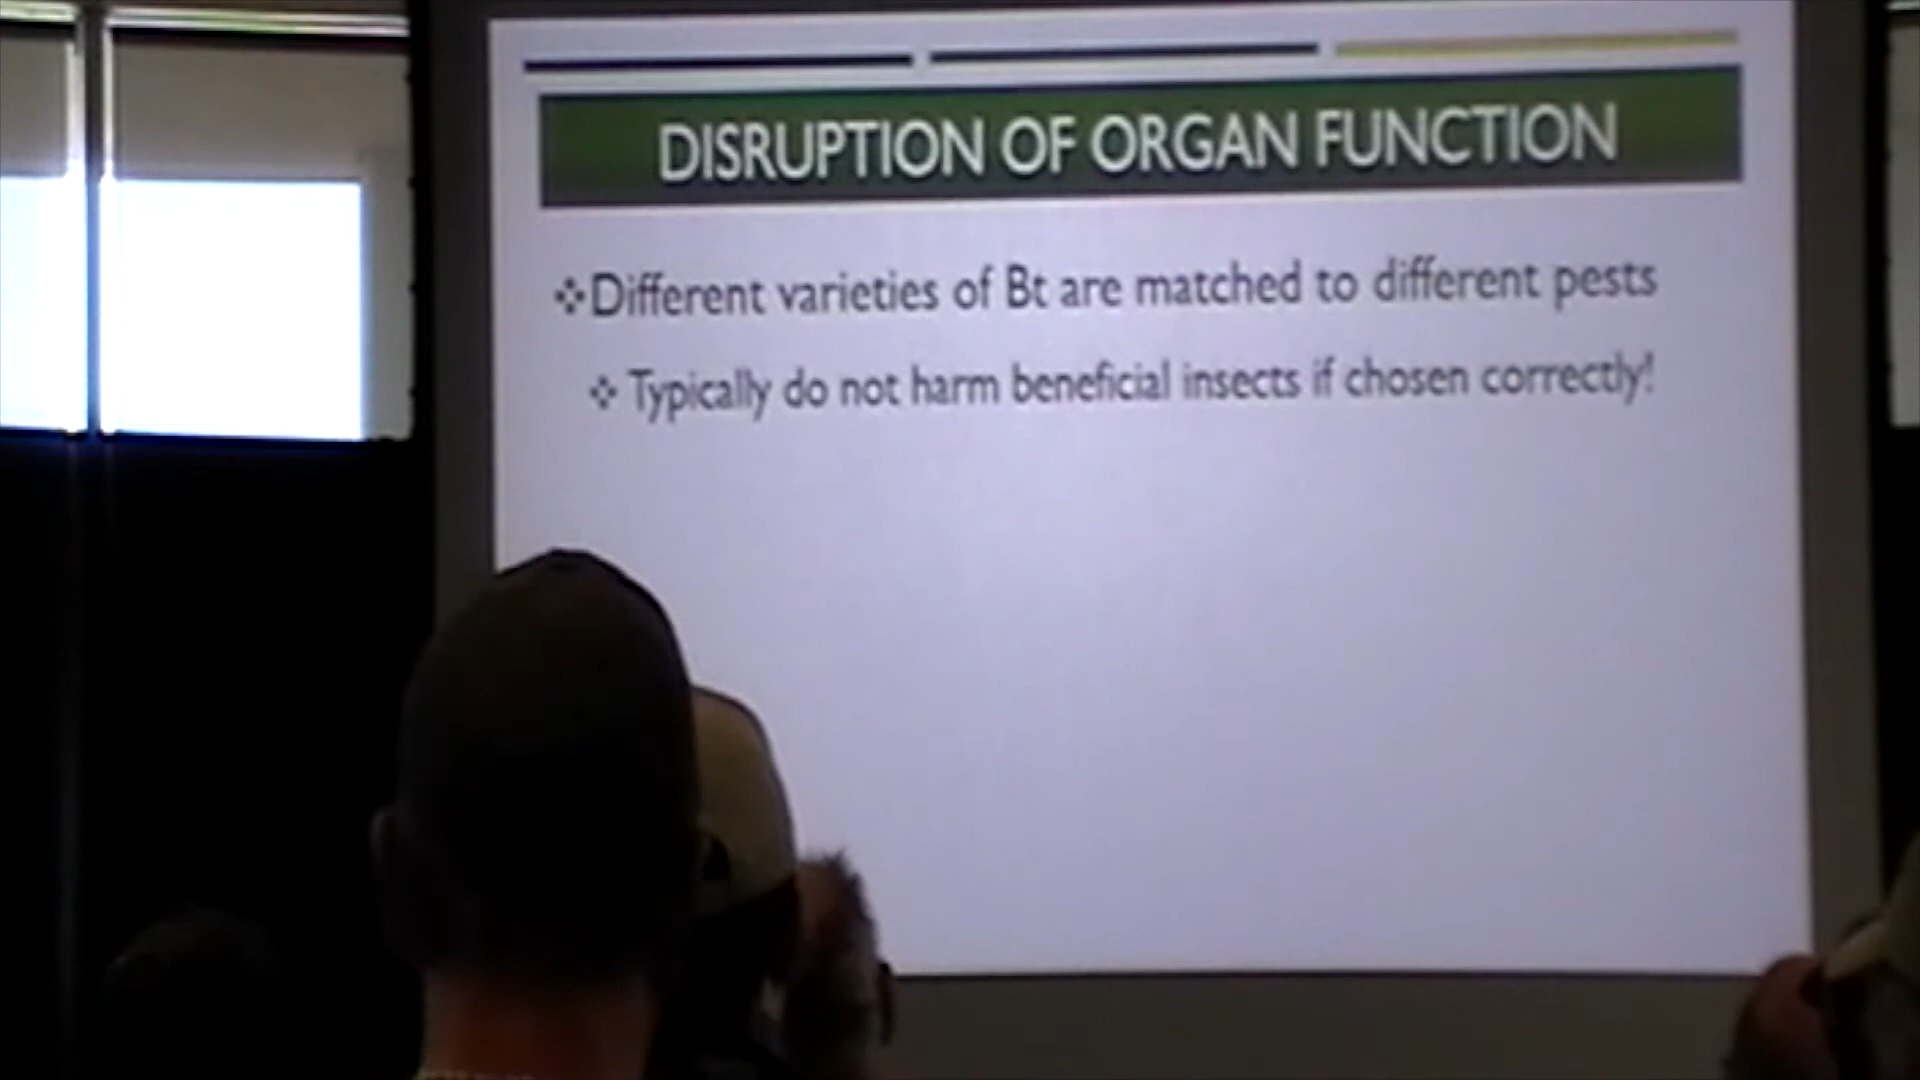 DISRUPTION OF ORGAN FUNCTION
❖Different varieties of Bt are matched to different pests
❖ Typically do not harm beneficial insects if chosen correctly!